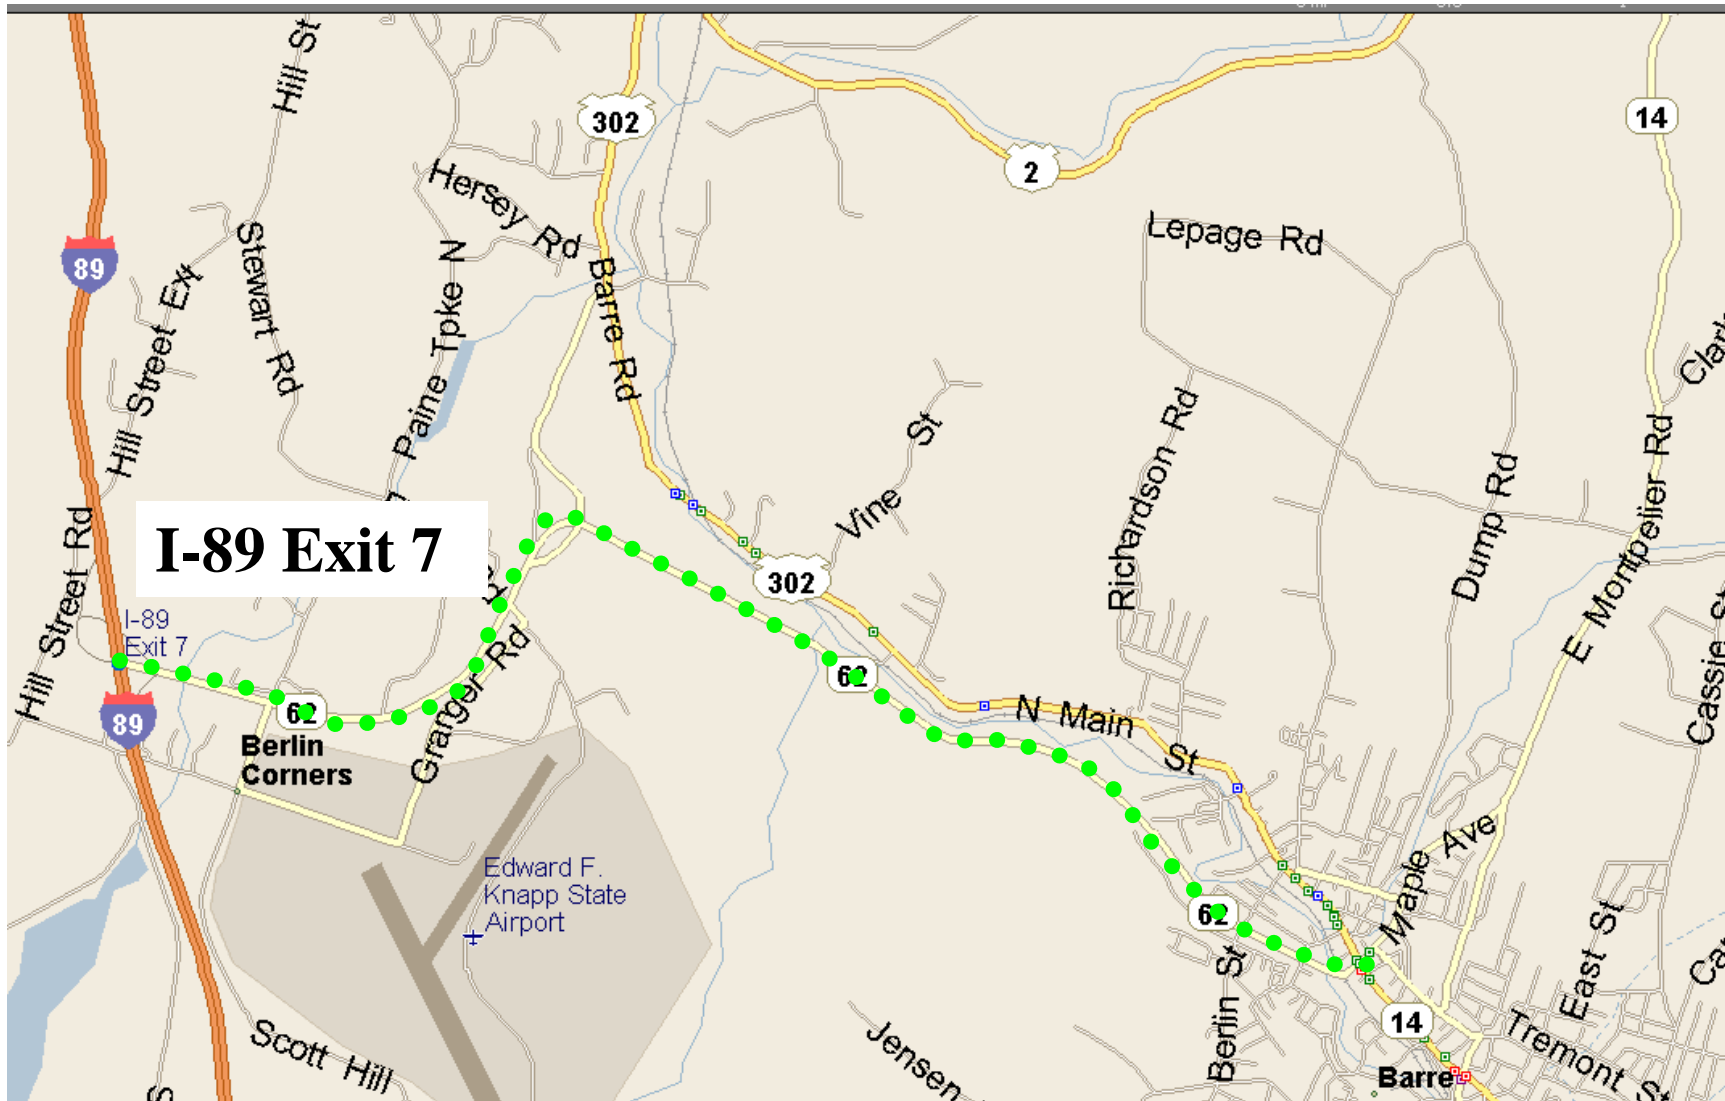 Hill St
302
14
2
Hersey Rd
Lepage Rd
89
Stewart Rd
Paine Tpke N
Hill Street Ext
Barre Rd
Vine St
Richardson Rd
Dump Rd
E Montpelier Rd
I-89 Exit 7
302
Hill Street Rd
I-89
Exit 7
62
62
89
Berlin
Corners
Granger Rd
N Main St
Cassie St
Maple Ave
Edward F.
Knapp State
Airport
62
Berlin St
East St
14
Tremont St
Scott Hill
Jensen
Barre